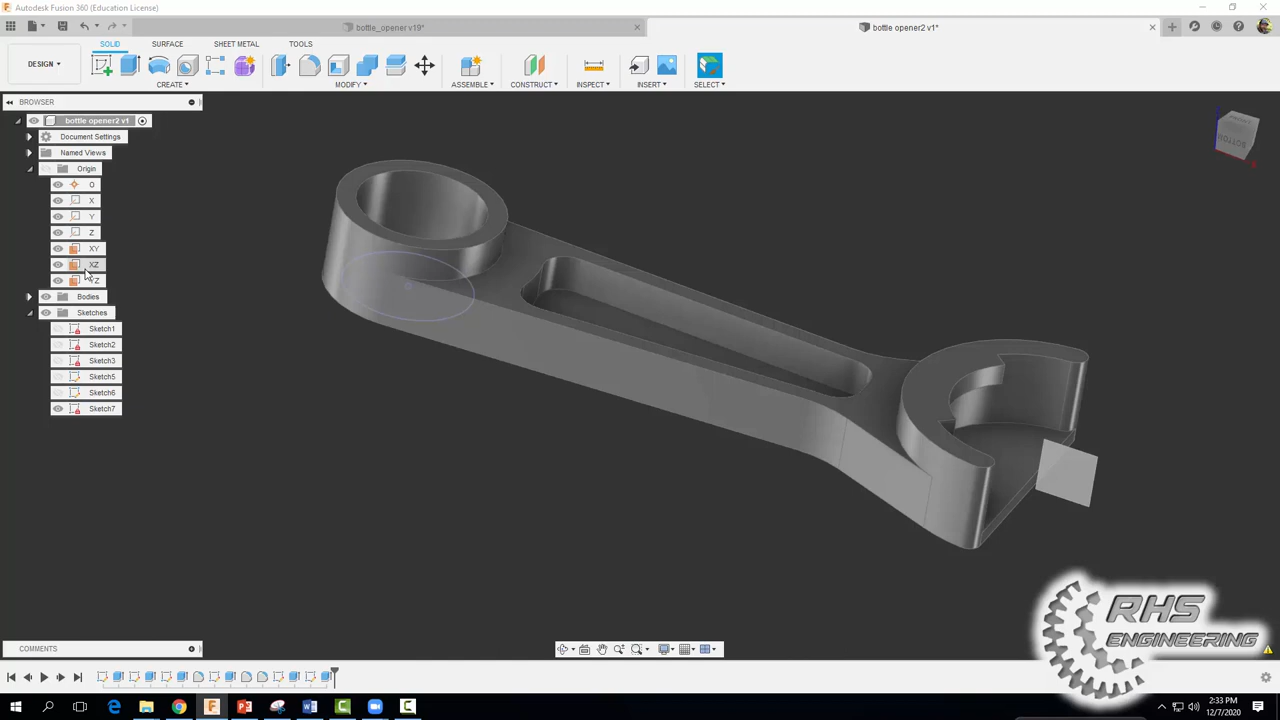 Autodesk Fusion 360 (Education License)
bottle_opener v19*
bottle opener2 v1*
DESIGN
SOLID
SURFACE
SHEET METAL
TOOLS
CREATE
MODIFY
ASSEMBLE
CONSTRUCT
INSPECT
INSERT
SELECT
BROWSER
bottle opener2 v1
Document Settings
Named Views
Origin
O
X
Y
Z
XY
XZ
YZ
Bodies
Sketches
Sketch1
Sketch2
Sketch3
Sketch5
Sketch6
Sketch7
BOTTOM
COMMENTS
RHS
ENGINEERING
2:33 PM
12/7/2020